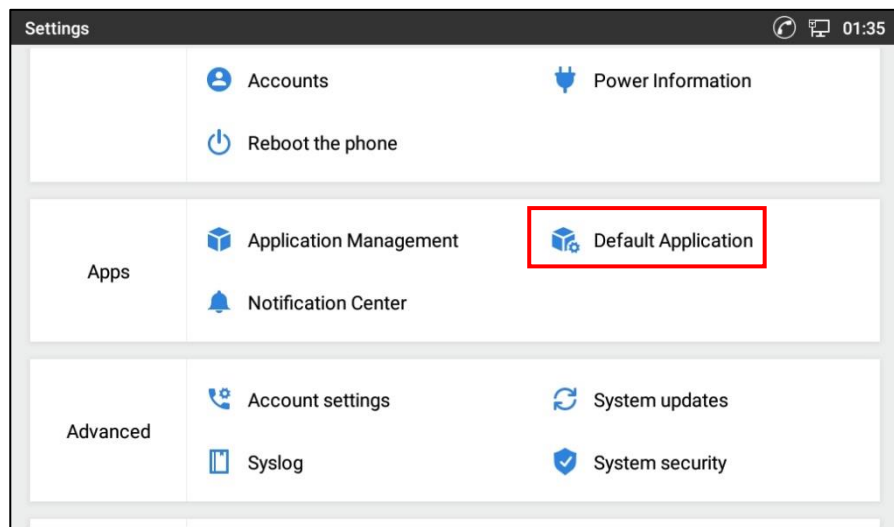 Settings
01:35
Accounts
Power Information
Reboot the phone
Apps
Application Management
Default Application
Notification Center
Advanced
Account settings
System updates
Syslog
System security